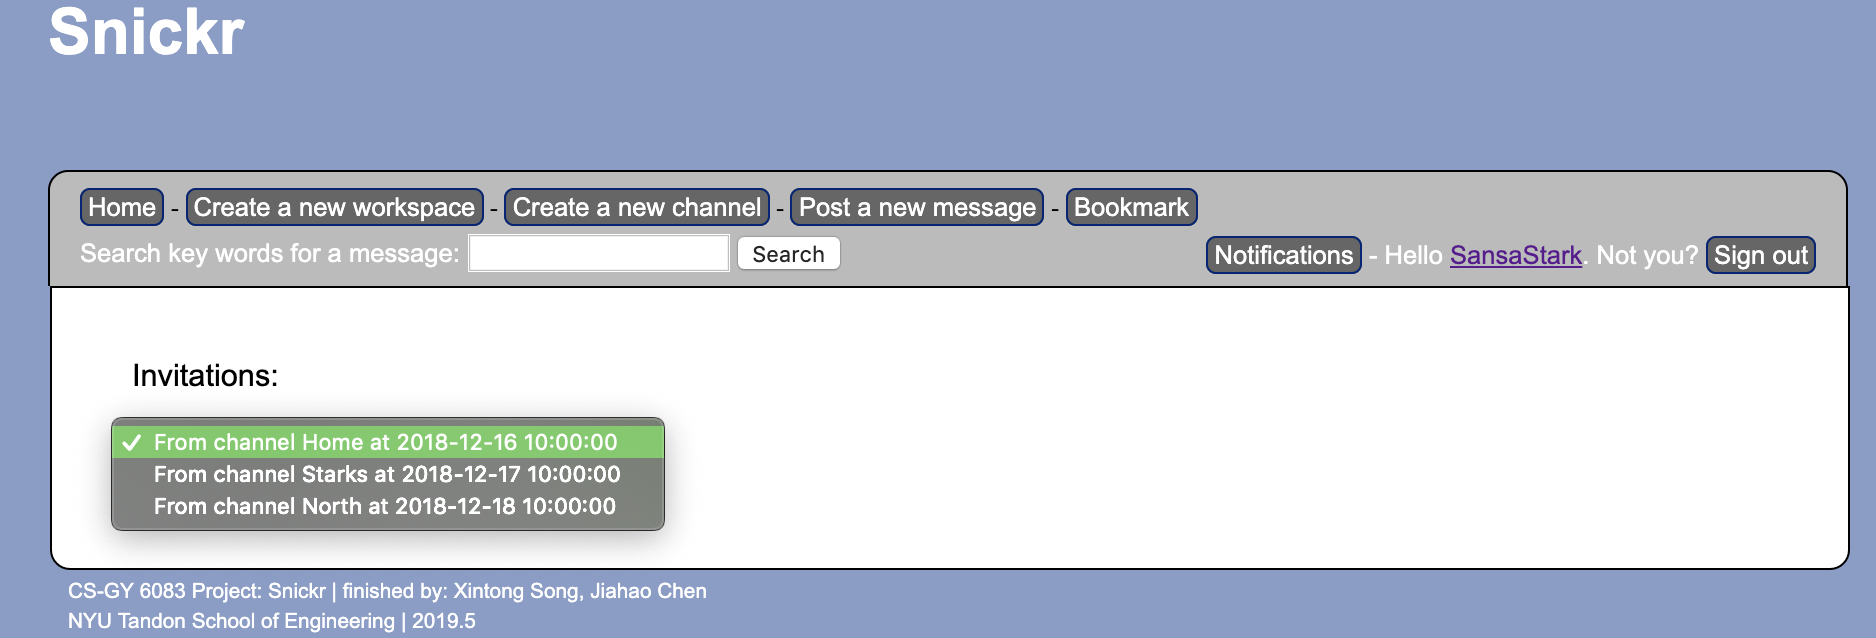 Snickr
Home - Create a new workspace - Create a new channel - Post a new message - Bookmark
Search key words for a message: Search Notifications - Hello SansaStark. Not you? Sign out
Invitations:
✓ From channel Home at 2018-12-16 10:00:00
From channel Starks at 2018-12-17 10:00:00
From channel North at 2018-12-18 10:00:00
CS-GY 6083 Project: Snickr | finished by: Xintong Song, Jiahao Chen
NYU Tandon School of Engineering | 2019.5